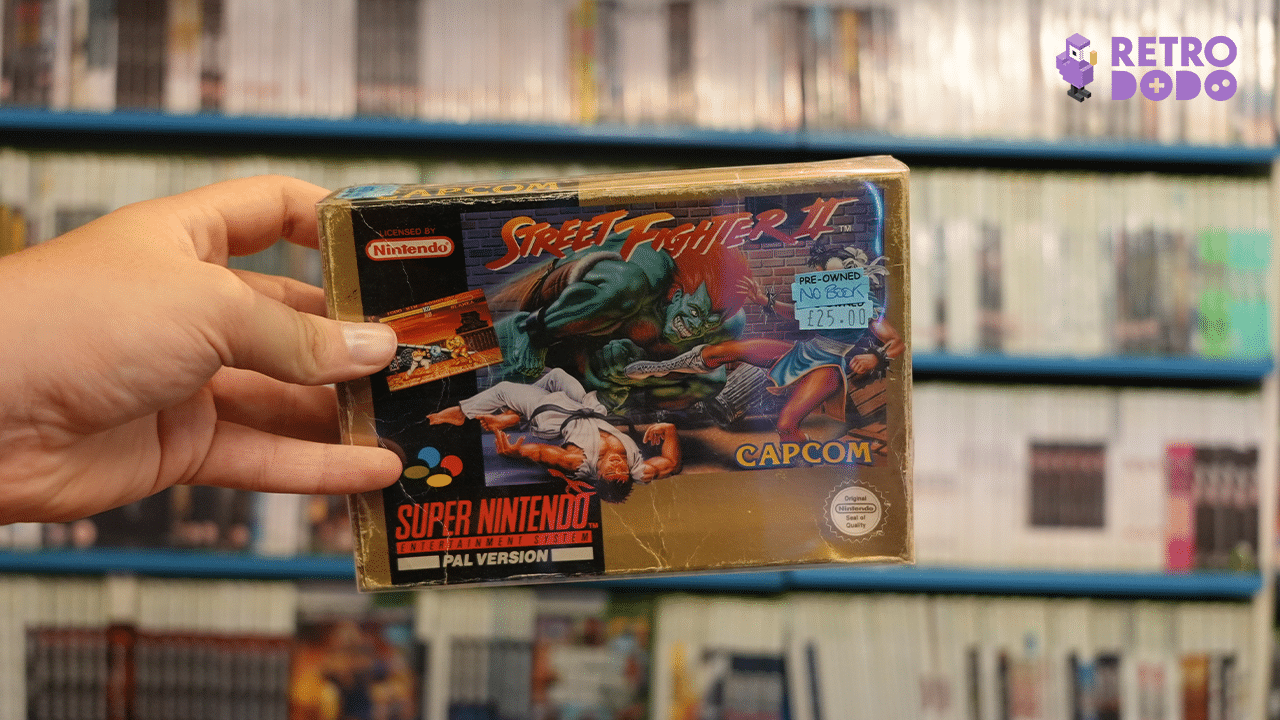 RETRO
DODO
CAPCOM
LICENSED BY
Nintendo
STREET FIGHTER II
TM
PRE-OWNED
NO BOOK
£25.00
CAPCOM
SUPER NINTENDO
TM
ENTERTAINMENT SYSTEM
PAL VERSION
Original
Nintendo
Seal of
Quality